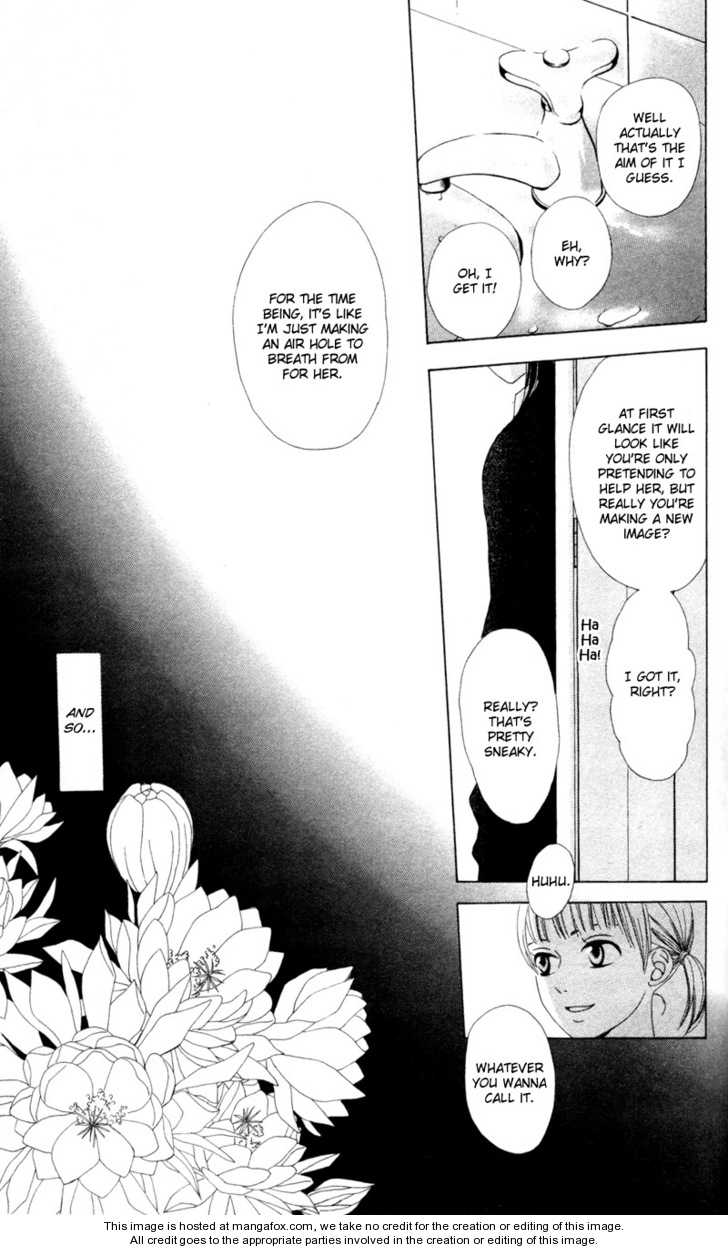 WELL
ACTUALLY
THAT'S THE
AIM OF IT I
GUESS.
EH,
WHY?
OH, I
GET IT!
AT FIRST
GLANCE IT WILL
LOOK LIKE
YOU'RE ONLY
PRETENDING TO
HELP HER, BUT
REALLY YOU'RE
MAKING A NEW
IMAGE?
I GOT IT,
RIGHT?
Ha
Ha
Ha!
REALLY?
THAT'S
PRETTY
SNEAKY.
HUHU.
WHATEVER
YOU WANNA
CALL IT.
FOR THE TIME
BEING, IT'S LIKE
I'M JUST MAKING
AN AIR HOLE TO
BREATH FROM
FOR HER.
AND
SO...
This image is hosted at mangafox.com, we take no credit for the creation or editing of this image.
All credit goes to the appropriate parties involved in the creation or editing of this image.